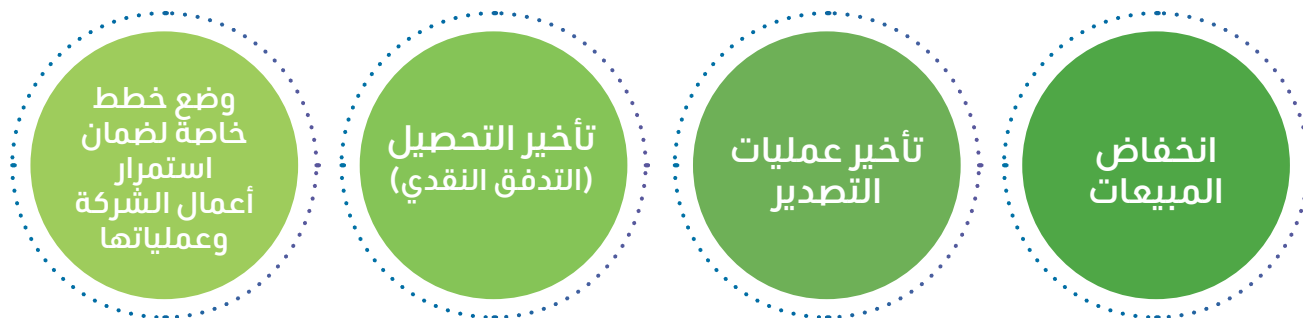 انخفاض
المبيعات
تأخير عمليات
التصدير
تأخير التحصيل
(التدفق النقدي)
وضع خطط
خاصة لضمان
استمرار
أعمال الشركة
وعملياتها